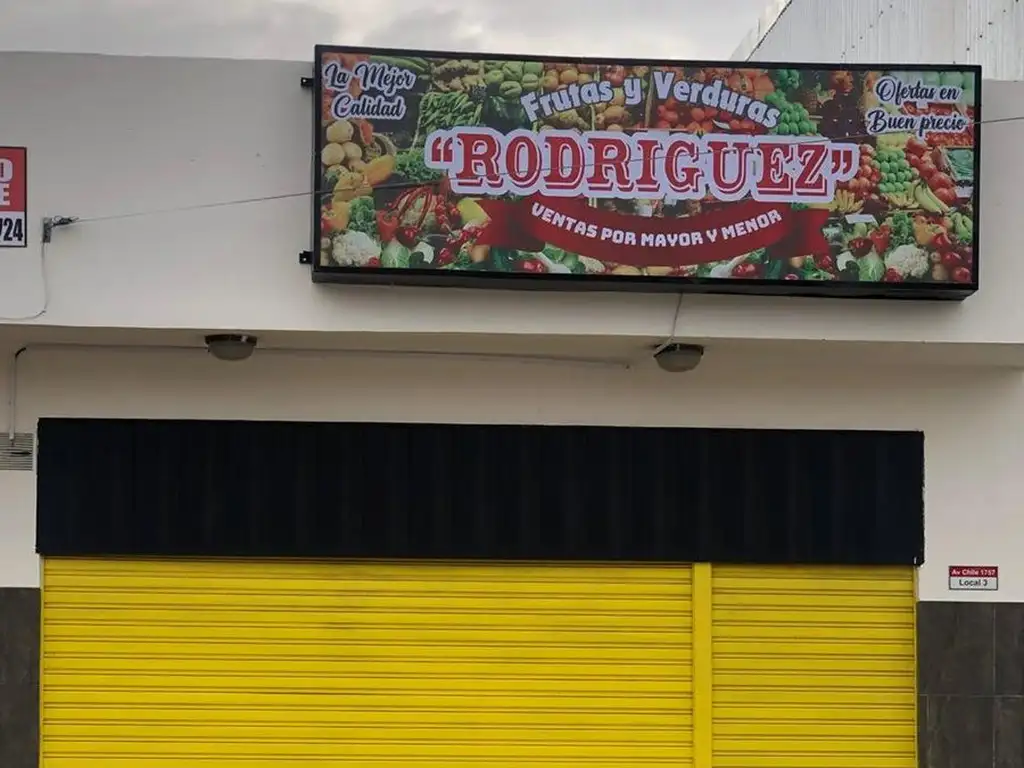 La Mejor
Calidad
Frutas y Verduras
"RODRIGUEZ"
VENTAS POR MAYOR Y MENOR
Ofertas en
Buen precio
O
E
724
Av Chile 1757
Local 3